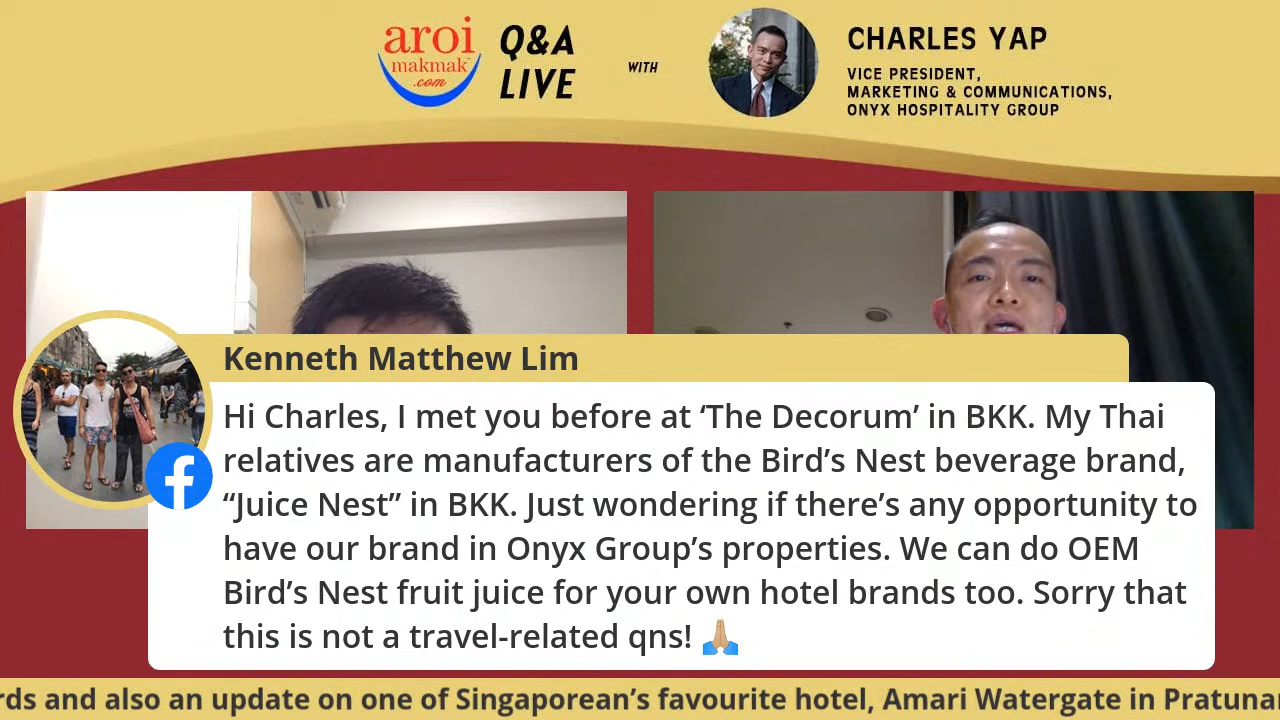 aroi
makmak
.com
Q&A
LIVE
WITH
CHARLES YAP
VICE PRESIDENT,
MARKETING & COMMUNICATIONS,
ONYX HOSPITALITY GROUP
Kenneth Matthew Lim
Hi Charles, I met you before at ‘The Decorum’ in BKK. My Thai
relatives are manufacturers of the Bird’s Nest beverage brand,
“Juice Nest” in BKK. Just wondering if there’s any opportunity to
have our brand in Onyx Group’s properties. We can do OEM
Bird’s Nest fruit juice for your own hotel brands too. Sorry that
this is not a travel-related qns! 🙏🏼
rds and also an update on one of Singaporean’s favourite hotel, Amari Watergate in Pratuna